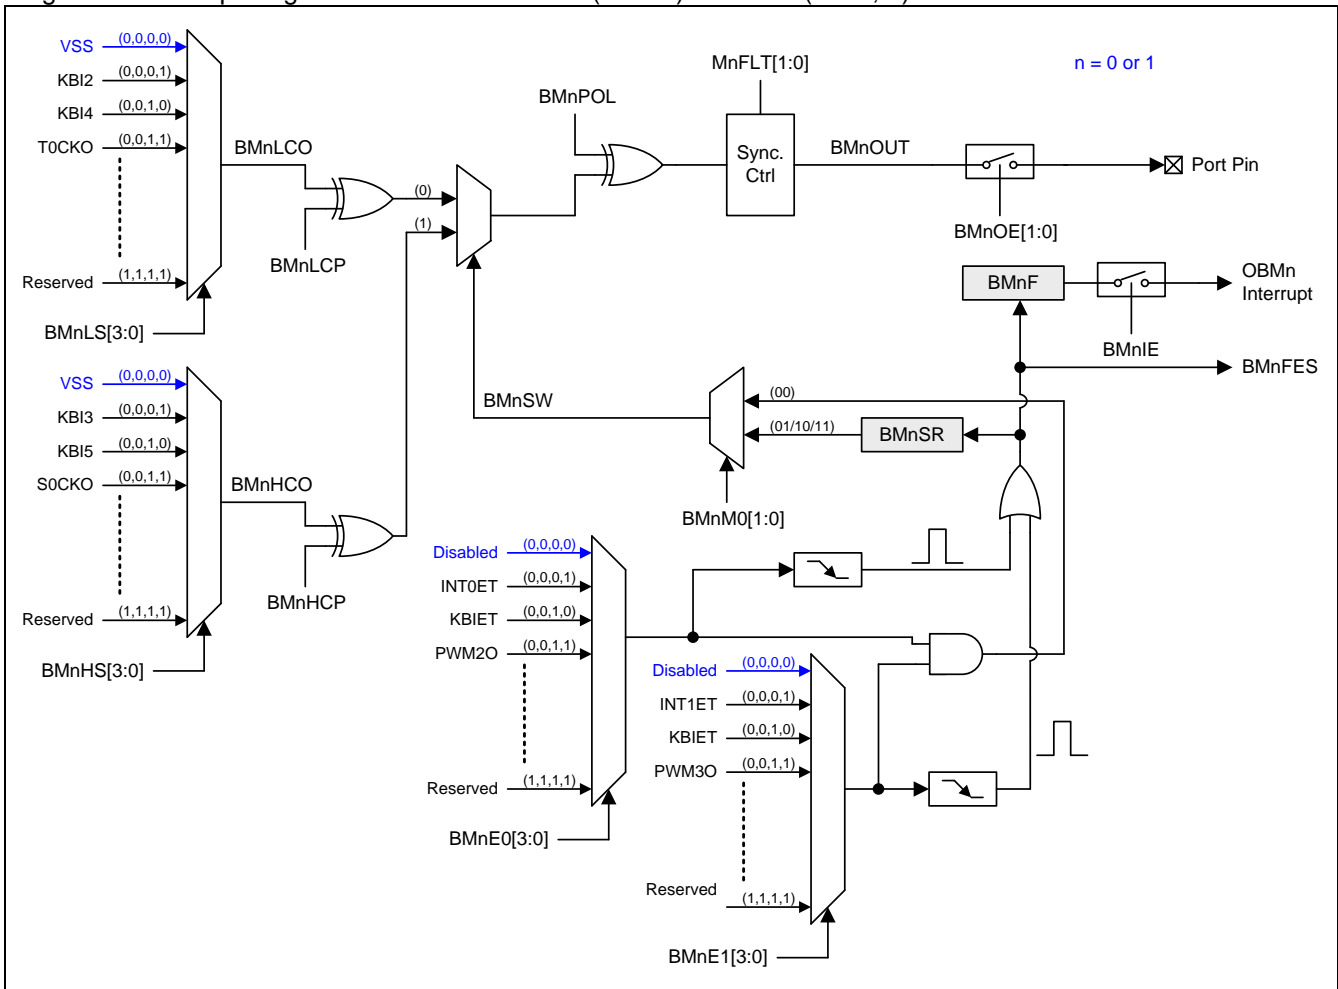 VSS (0,0,0,0)
KBI2 (0,0,0,1)
KBI4 (0,0,1,0)
T0CKO (0,0,1,1)
Reserved (1,1,1,1)
BMnLS[3:0]
BMnLCO
BMnLCP
(0)
(1)
BMnPOL
MnFLT[1:0]
n = 0 or 1
Sync.
Ctrl
BMnOUT
Port Pin
BMnOE[1:0]
BMnF
OBMn
Interrupt
BMnIE
BMnFES
VSS (0,0,0,0)
KBI3 (0,0,0,1)
KBI5 (0,0,1,0)
S0CKO (0,0,1,1)
Reserved (1,1,1,1)
BMnHS[3:0]
BMnHCO
BMnHCP
BMnSW
(00)
(01/10/11)
BMnSR
BMnM0[1:0]
Disabled (0,0,0,0)
INT0ET (0,0,0,1)
KBIET (0,0,1,0)
PWM2O (0,0,1,1)
Reserved (1,1,1,1)
BMnE0[3:0]
Disabled (0,0,0,0)
INT1ET (0,0,0,1)
KBIET (0,0,1,0)
PWM3O (0,0,1,1)
Reserved (1,1,1,1)
BMnE1[3:0]